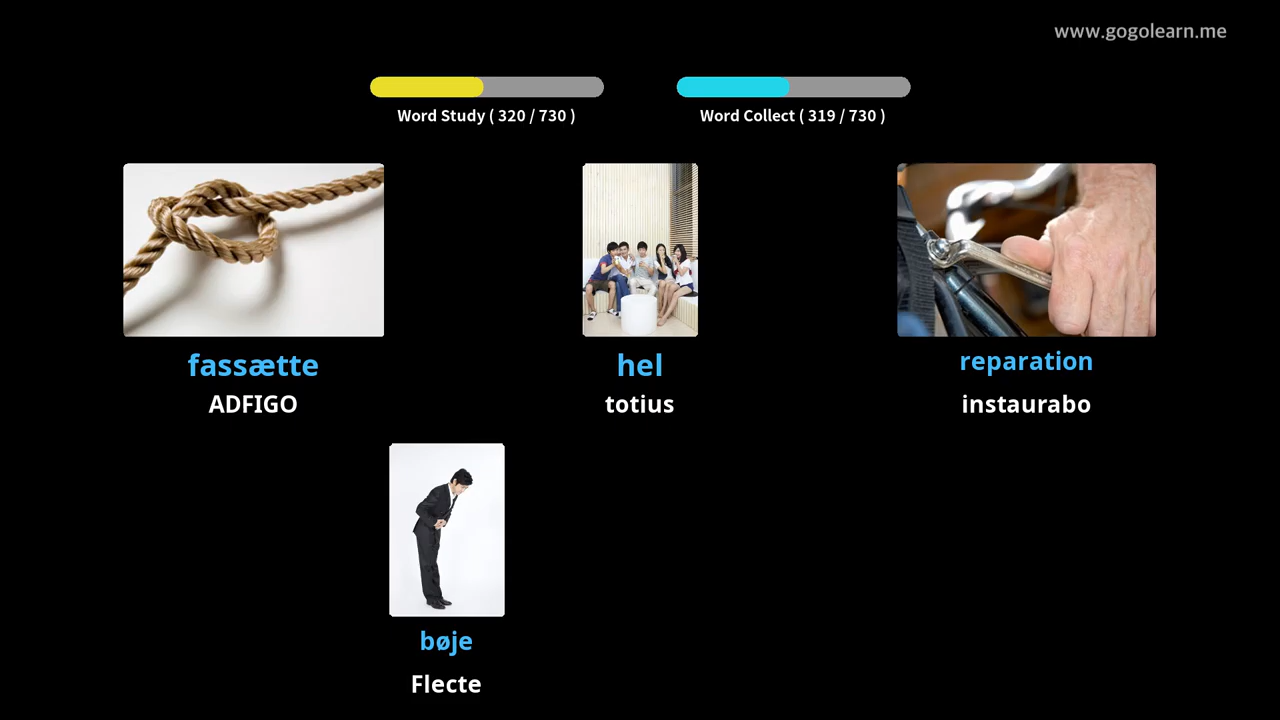 www.gogolearn.me
Word Study ( 320 / 730 )
Word Collect ( 319 / 730 )
fassætte
ADFIGO
hel
totius
reparation
instaurabo
bøje
Flecte